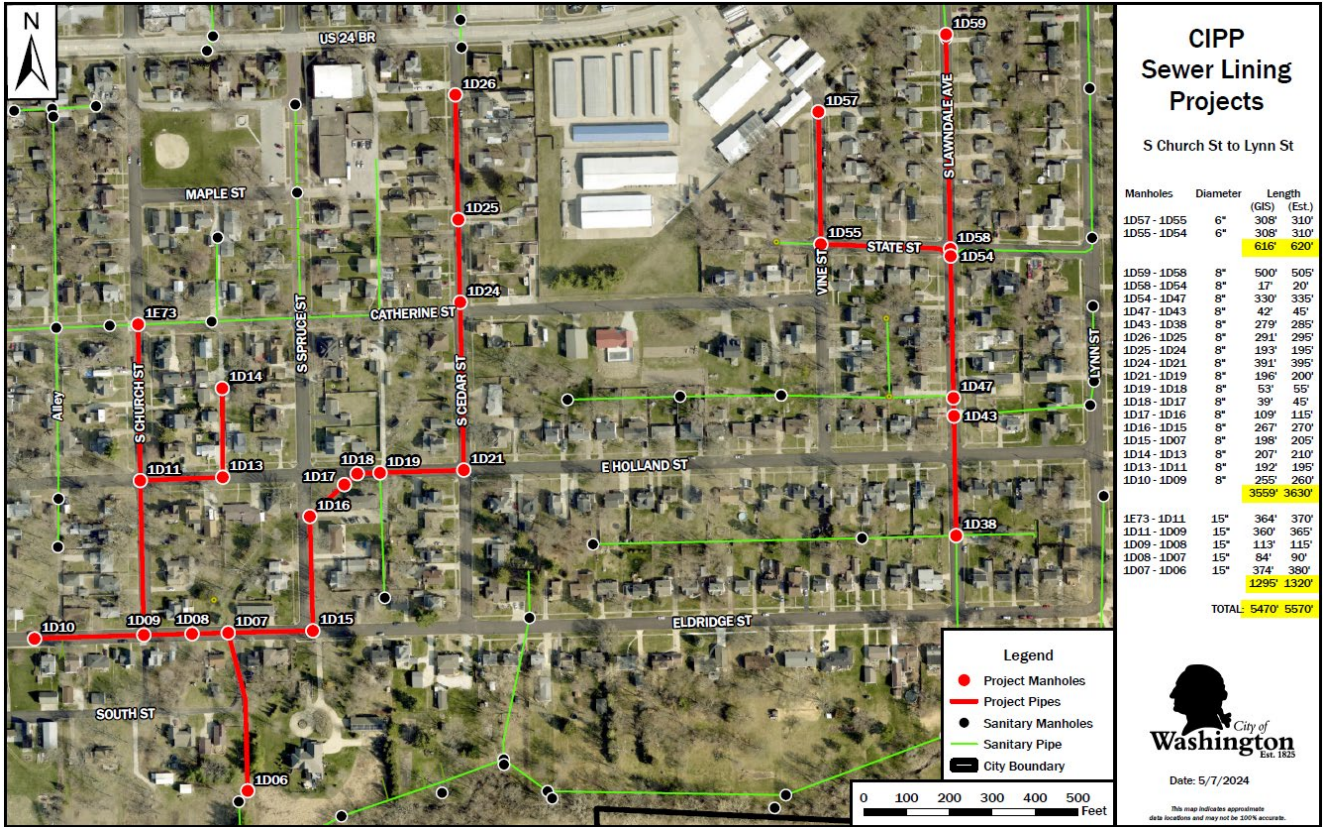 N
US 24 BR
1D59
1D26
1D57
S LAWNDALE AVE
MAPLE ST
1D25
1D55
STATE ST
1D58
1D54
VINE ST
1D24
CATHERINE ST
1E73
S SPRUCE ST
LYNN ST
S CHURCH ST
1D14
Alley
S CEDAR ST
1D47
1D43
1D11
1D13
1D17
1D18
1D19
1D21
E HOLLAND ST
1D16
1D38
1D10
1D09
1D08
1D07
1D15
ELDRIDGE ST
SOUTH ST
1D06
Legend
Project Manholes
Project Pipes
Sanitary Manholes
Sanitary Pipe
City Boundary
0 100 200 300 400 500
Feet
CIPP
Sewer Lining
Projects
S Church St to Lynn St
Manholes Diameter Length
(GIS) (Est.)
1D57 - 1D55 6" 308' 310'
1D55 - 1D54 6" 308' 310'
616' 620'
1D59 - 1D58 8" 500' 505'
1D58 - 1D54 8" 17' 20'
1D54 - 1D47 8" 330' 335'
1D47 - 1D43 8" 42' 45'
1D43 - 1D38 8" 279' 285'
1D26 - 1D25 8" 291' 295'
1D25 - 1D24 8" 193' 195'
1D24 - 1D21 8" 391' 395'
1D21 - 1D19 8" 196' 200'
1D19 - 1D18 8" 53' 55'
1D18 - 1D17 8" 39' 45'
1D17 - 1D16 8" 109' 115'
1D16 - 1D15 8" 267' 270'
1D15 - 1D07 8" 198' 205'
1D14 - 1D13 8" 207' 210'
1D13 - 1D11 8" 192' 195'
1D10 - 1D09 8" 255' 260'
3559' 3630'
1E73 - 1D11 15" 364' 370'
1D11 - 1D09 15" 360' 365'
1D09 - 1D08 15" 113' 115'
1D08 - 1D07 15" 84' 90'
1D07 - 1D06 15" 374' 380'
1295' 1320'
TOTAL: 5470' 5570'
City of
Washington
Est. 1825
Date: 5/7/2024
This map indicates approximate
data locations and may not be 100% accurate.